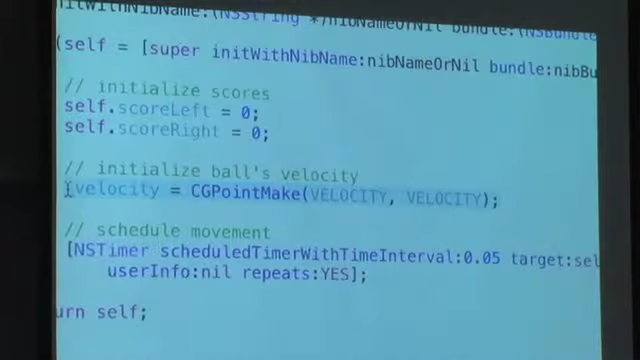 initWithNibName:(NSString *)nibNameOrNil bundle:(NSBundle
(self = [super initWithNibName:nibNameOrNil bundle:nibBu
// initialize scores
self.scoreLeft = 0;
self.scoreRight = 0;
// initialize ball's velocity
velocity = CGPointMake(VELOCITY, VELOCITY);
// schedule movement
[NSTimer scheduledTimerWithTimeInterval:0.05 target:sel
userInfo:nil repeats:YES];
urn self;